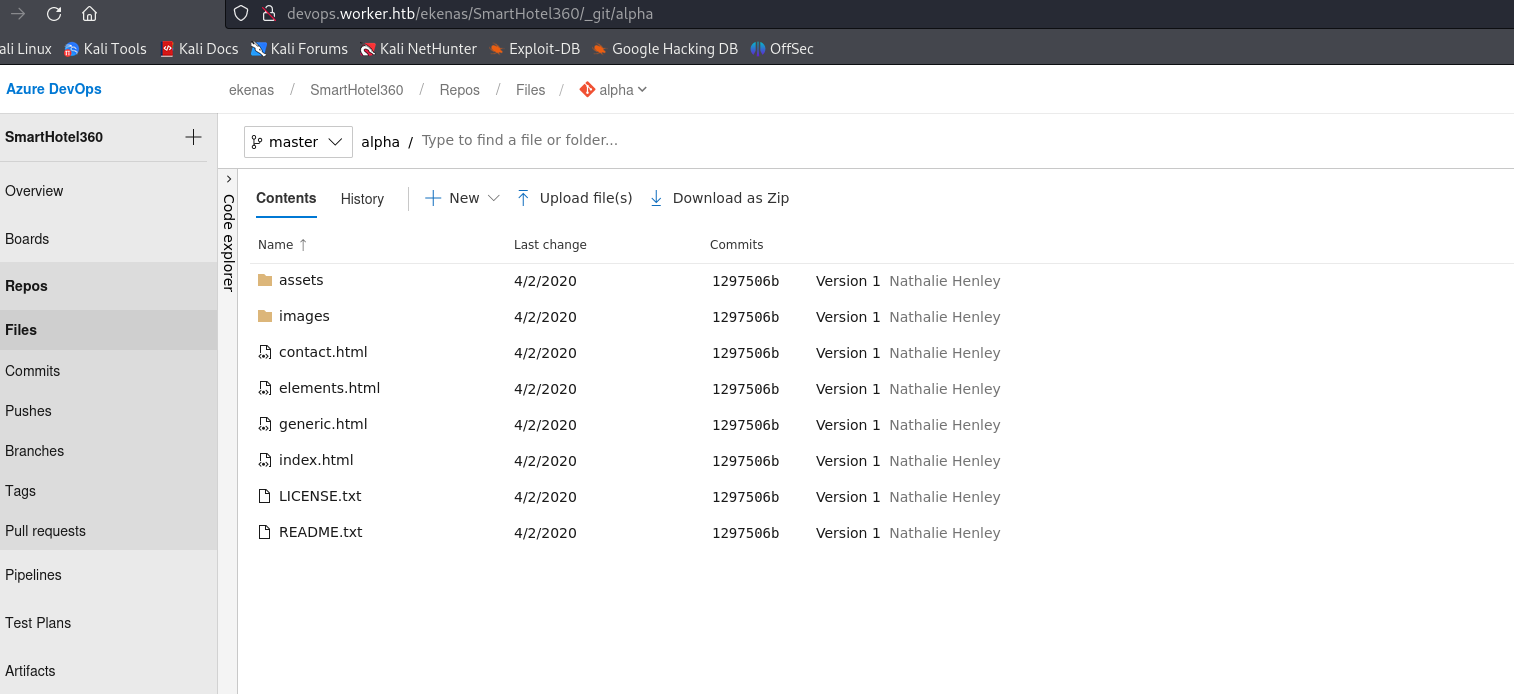 devops.worker.htb/ekenas/SmartHotel360/_git/alpha
ali Linux Kali Tools Kali Docs Kali Forums Kali NetHunter Exploit-DB Google Hacking DB OffSec
Azure DevOps ekenas / SmartHotel360 / Repos / Files / alpha
SmartHotel360
master alpha / Type to find a file or folder...
Overview
Boards
Repos
Files
Commits
Pushes
Branches
Tags
Pull requests
Pipelines
Test Plans
Artifacts
Code explorer
Contents History New Upload file(s) Download as Zip
Name ↑ Last change Commits
assets 4/2/2020 1297506b Version 1 Nathalie Henley
images 4/2/2020 1297506b Version 1 Nathalie Henley
contact.html 4/2/2020 1297506b Version 1 Nathalie Henley
elements.html 4/2/2020 1297506b Version 1 Nathalie Henley
generic.html 4/2/2020 1297506b Version 1 Nathalie Henley
index.html 4/2/2020 1297506b Version 1 Nathalie Henley
LICENSE.txt 4/2/2020 1297506b Version 1 Nathalie Henley
README.txt 4/2/2020 1297506b Version 1 Nathalie Henley